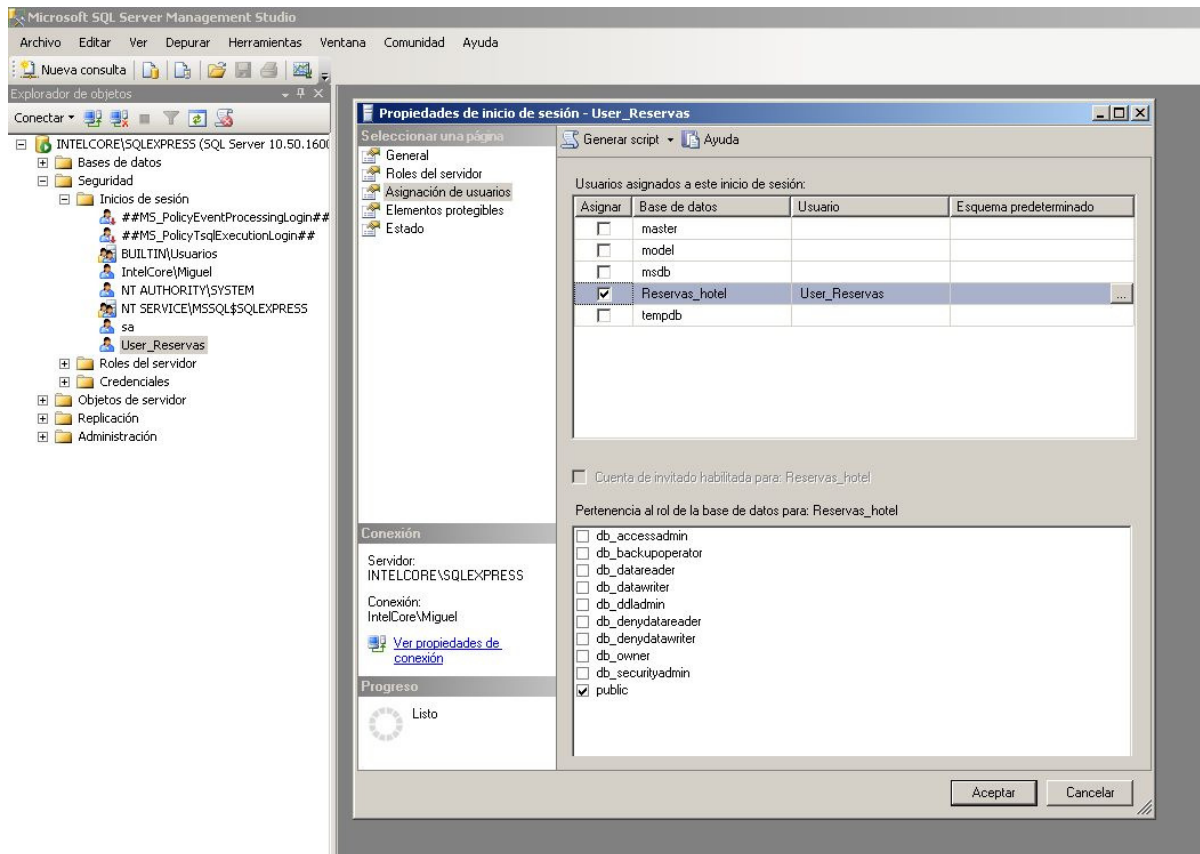 Microsoft SQL Server Management Studio
Archivo Editar Ver Depurar Herramientas Ventana Comunidad Ayuda
Nueva consulta
Explorador de objetos
Conectar
INTELCORE\SQLEXPRESS (SQL Server 10.50.1600
Bases de datos
Seguridad
Inicios de sesión
##MS_PolicyEventProcessingLogin##
##MS_PolicyTsqlExecutionLogin##
BUILTIN\Usuarios
IntelCore\Miguel
NT AUTHORITY\SYSTEM
NT SERVICE\MSSQL$SQLEXPRESS
sa
User_Reservas
Roles del servidor
Credenciales
Objetos de servidor
Replicación
Administración
Propiedades de inicio de sesión - User_Reservas
Seleccionar una página
General
Roles del servidor
Asignación de usuarios
Elementos protegibles
Estado
Conexión
Servidor:
INTELCORE\SQLEXPRESS
Conexión:
IntelCore\Miguel
Ver propiedades de
conexión
Progreso
Listo
Generar script Ayuda
Usuarios asignados a este inicio de sesión:
Asignar Base de datos Usuario Esquema predeterminado
master
model
msdb
Reservas_hotel User_Reservas ...
tempdb
Cuenta de invitado habilitada para: Reservas_hotel
Pertenencia al rol de la base de datos para: Reservas_hotel
db_accessadmin
db_backupoperator
db_datareader
db_datawriter
db_ddladmin
db_denydatareader
db_denydatawriter
db_owner
db_securityadmin
public
Aceptar Cancelar